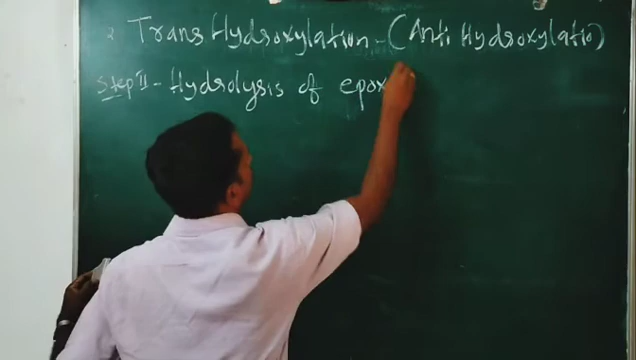 2 Trans Hydroxylation - (Anti Hydroxylatio)
Step II - Hydrolysis of epox